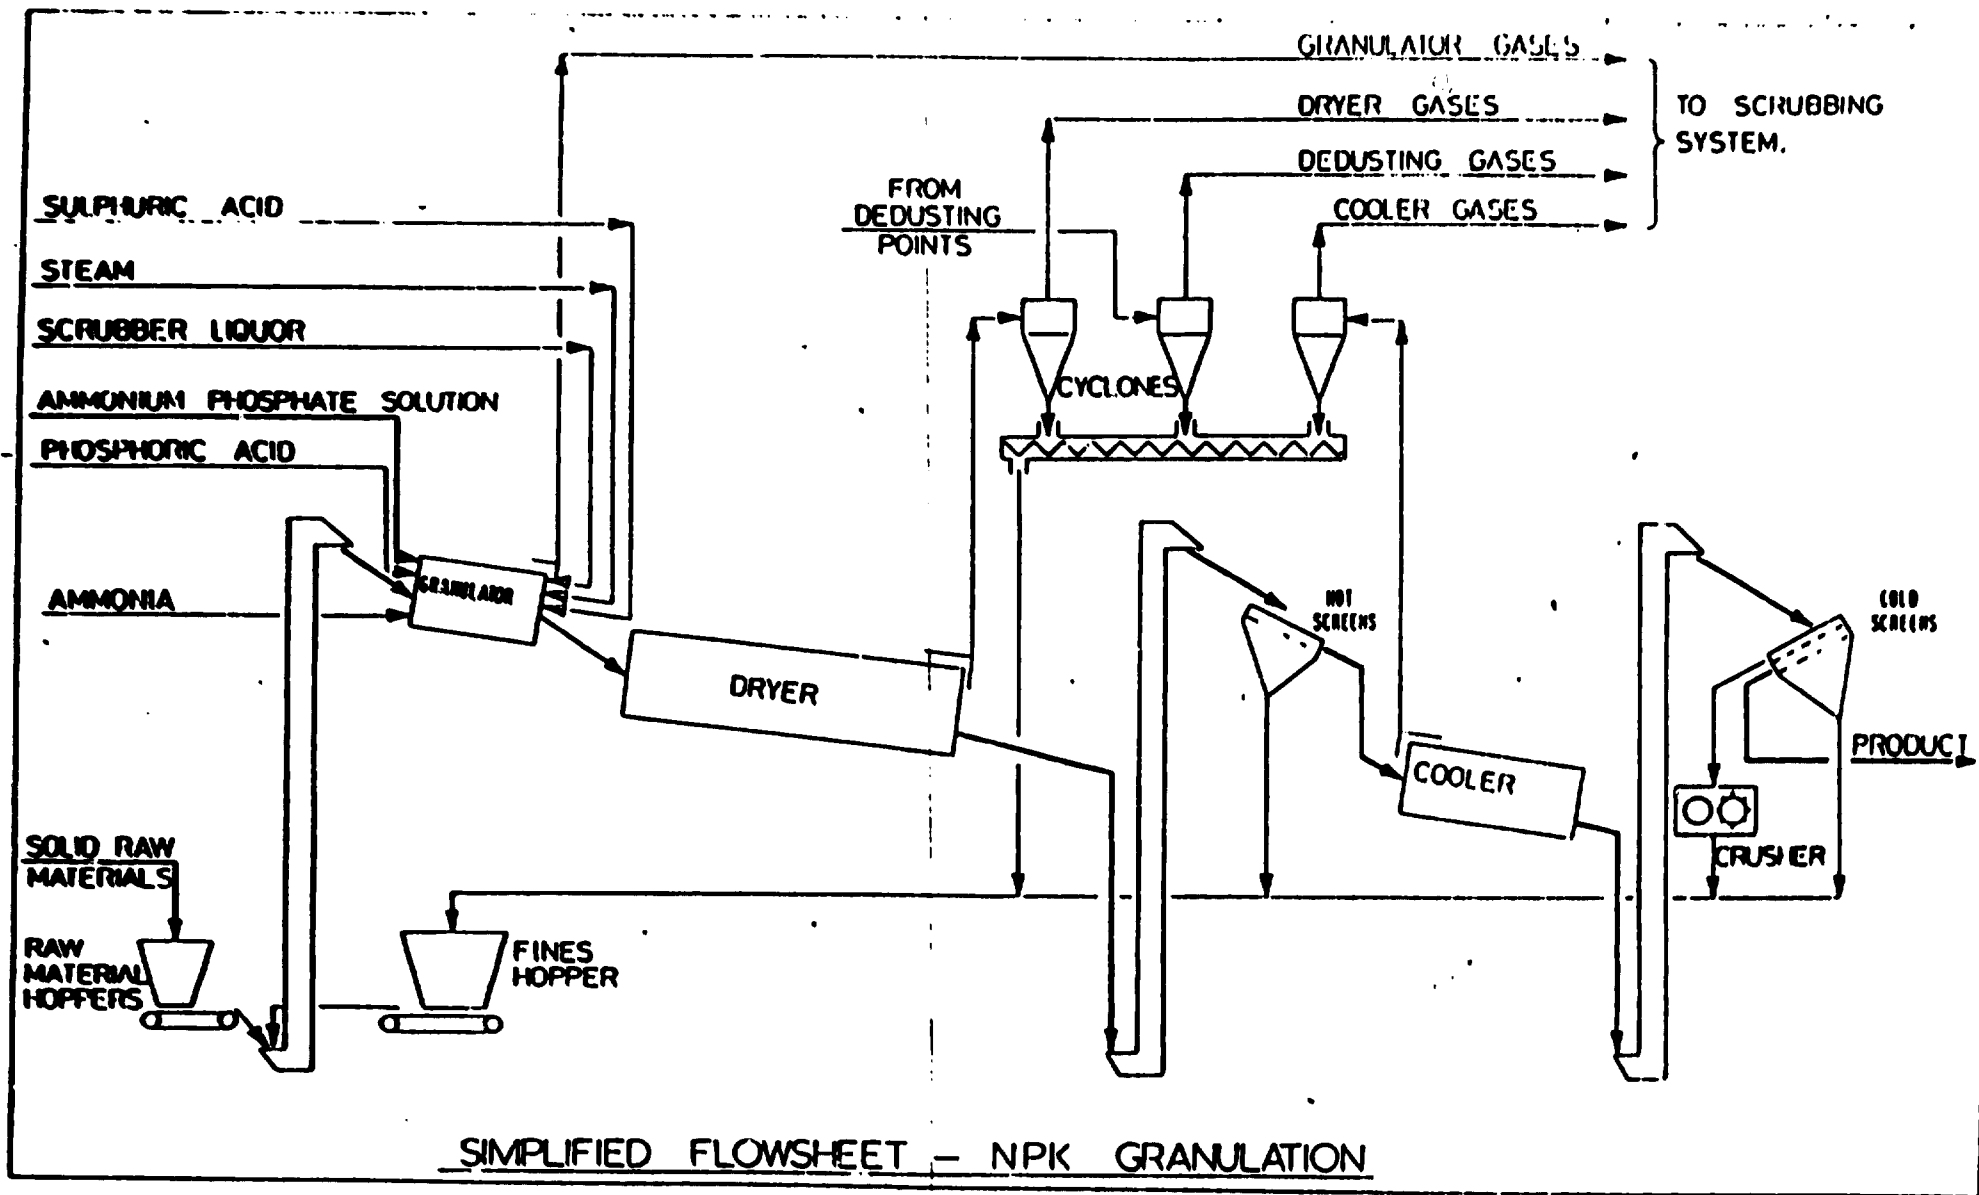 GRANULATOR GASES
DRYER GASES
TO SCRUBBING
SYSTEM.
DEDUSTING GASES
COOLER GASES
FROM
DEDUSTING
POINTS
SULPHURIC ACID
STEAM
SCRUBBER LIQUOR
AMMONIUM PHOSPHATE SOLUTION
PHOSPHORIC ACID
AMMONIA
CYCLONES
GRANULATOR
DRYER
HOT
SCREENS
COLD
SCREENS
COOLER
PRODUCT
CRUSHER
SOLID RAW
MATERIALS
RAW
MATERIAL
HOPPERS
FINES
HOPPER
SIMPLIFIED FLOWSHEET - NPK GRANULATION